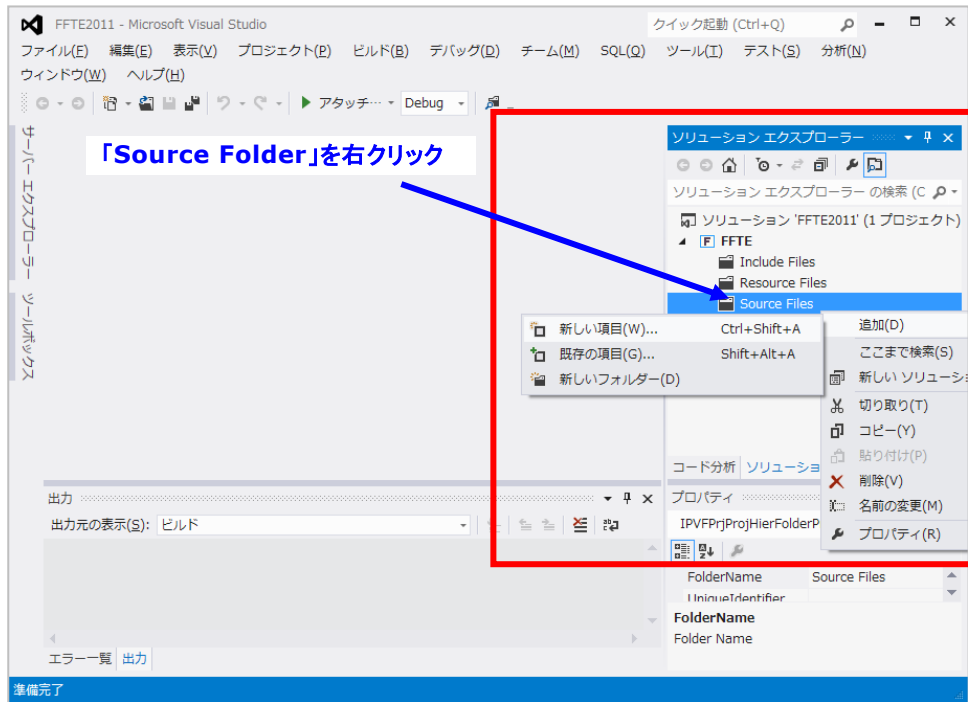 FFTE2011 - Microsoft Visual Studio
クイック起動 (Ctrl+Q)
ファイル(F) 編集(E) 表示(V) プロジェクト(P) ビルド(B) デバッグ(D) チーム(M) SQL(Q) ツール(T) テスト(S) 分析(N)
ウィンドウ(W) ヘルプ(H)
アタッチ… Debug
サーバー エクスプローラー
ツールボックス
「Source Folder」を右クリック
ソリューション エクスプローラー
ソリューション エクスプローラー の検索 (C
ソリューション 'FFTE2011' (1 プロジェクト)
FFTE
Include Files
Resource Files
Source Files
新しい項目(W)... Ctrl+Shift+A
既存の項目(G)... Shift+Alt+A
新しいフォルダー(D)
追加(D)
ここまで検索(S)
新しい ソリューショ
切り取り(T)
コピー(Y)
貼り付け(P)
削除(V)
名前の変更(M)
プロパティ(R)
コード分析 ソリューショ
出力
出力元の表示(S): ビルド
プロパティ
IPVFPrjProjHierFolderP
FolderName Source Files
UniqueIdentifier
FolderName
Folder Name
エラー一覧 出力
準備完了